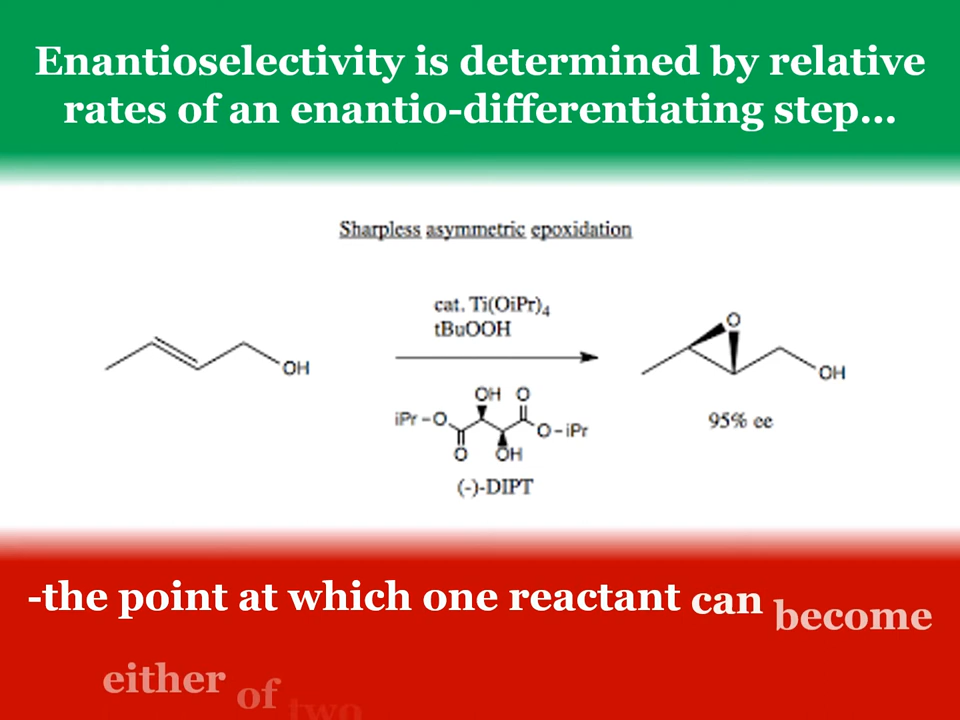 Enantioselectivity is determined by relative
rates of an enantio-differentiating step...
Sharpless asymmetric epoxidation
cat. Ti(OiPr)4
tBuOOH
OH
O
OH
95% ee
OH O
iPr-O
O-iPr
O OH
(-)-DIPT
-the point at which one reactant can become
either of two